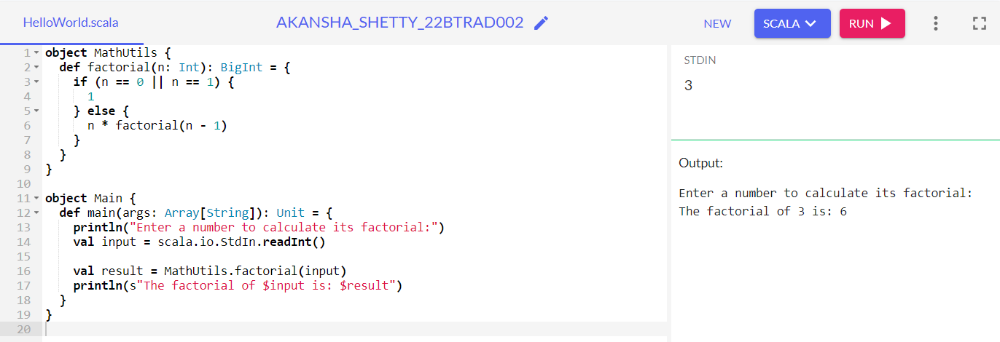 HelloWorld.scala
AKANSHA_SHETTY_22BTRAD002
NEW
SCALA
RUN
1 object MathUtils {
2   def factorial(n: Int): BigInt = {
3     if (n == 0 || n == 1) {
4       1
5     } else {
6       n * factorial(n - 1)
7     }
8   }
9 }
10
11 object Main {
12   def main(args: Array[String]): Unit = {
13     println("Enter a number to calculate its factorial:")
14     val input = scala.io.StdIn.readInt()
15
16     val result = MathUtils.factorial(input)
17     println(s"The factorial of $input is: $result")
18   }
19 }
20
STDIN
3
Output:
Enter a number to calculate its factorial:
The factorial of 3 is: 6